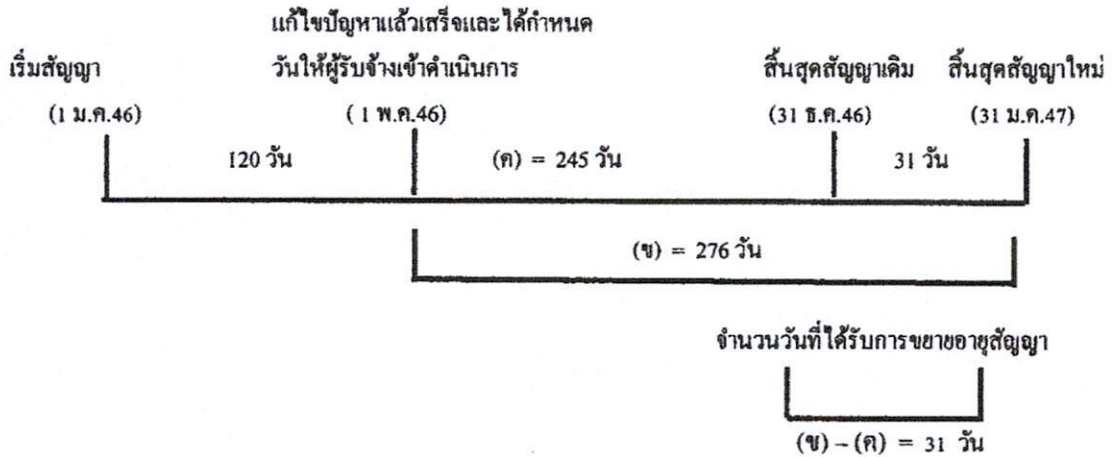 แก้ไขปัญหาแล้วเสร็จและได้กำหนด
เริ่มสัญญา วันให้ผู้รับจ้างเข้าดำเนินการ สิ้นสุดสัญญาเดิม สิ้นสุดสัญญาใหม่
(1 ม.ค.46) ( 1 พ.ค.46) (31 ธ.ค.46) (31 ม.ค.47)
120 วัน (ค) = 245 วัน 31 วัน
(ข) = 276 วัน
จำนวนวันที่ได้รับการขยายอายุสัญญา
(ข) – (ค) = 31 วัน